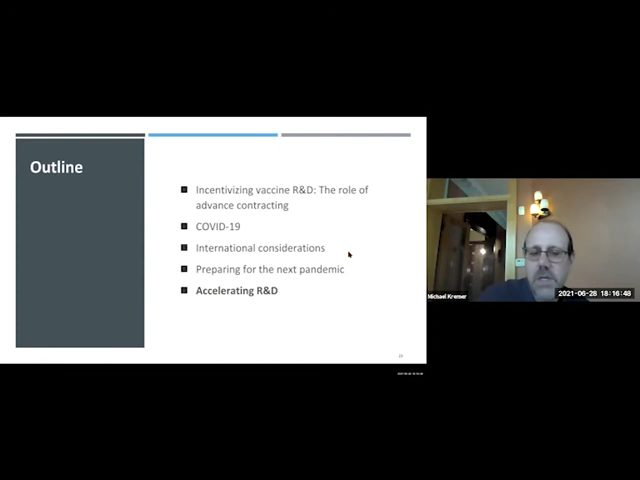 Outline
Incentivizing vaccine R&D: The role of
advance contracting
COVID-19
International considerations
Preparing for the next pandemic
Accelerating R&D
Michael Kremer
2021-06-28 18:16:48